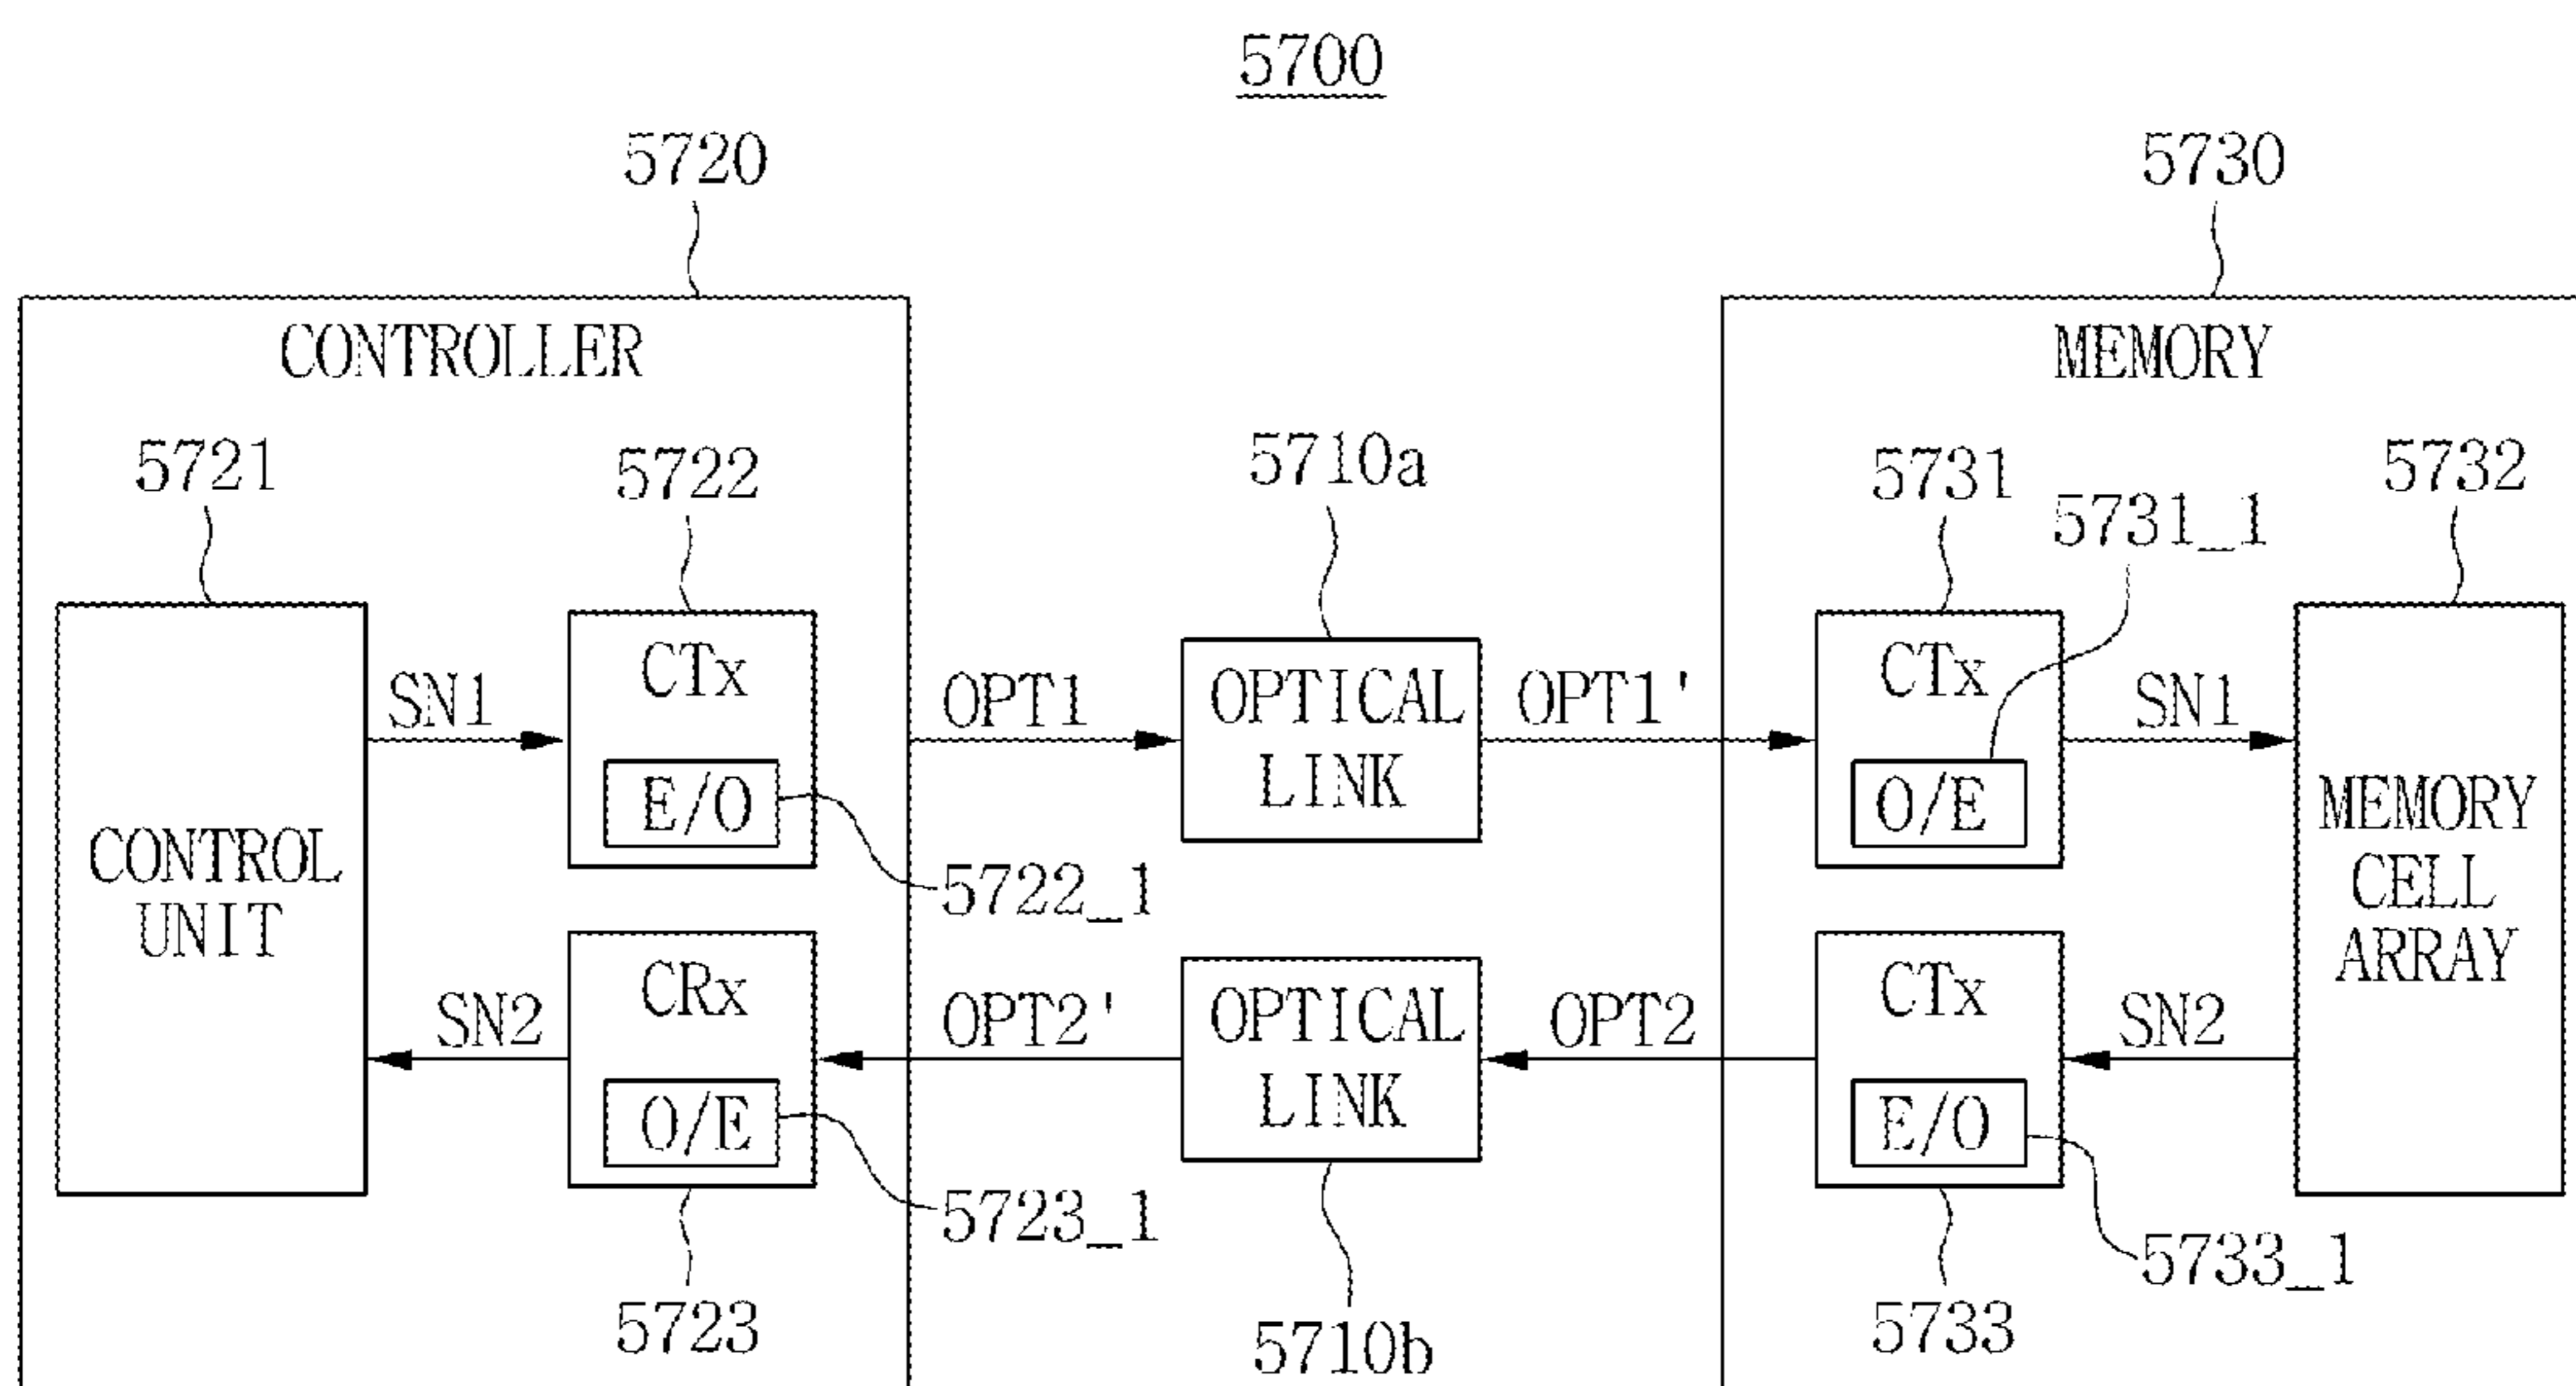 5700
5720
5730
CONTROLLER
MEMORY
5721
5722
5710a
5731
5731_1
5732
CONTROL
UNIT
SN1
CTx
E/O
5722_1
OPT1
OPTICAL
LINK
OPT1'
CTx
O/E
SN1
MEMORY
CELL
ARRAY
SN2
CRx
O/E
5723_1
5723
OPT2'
OPTICAL
LINK
5710b
OPT2
CTx
E/O
5733_1
5733
SN2